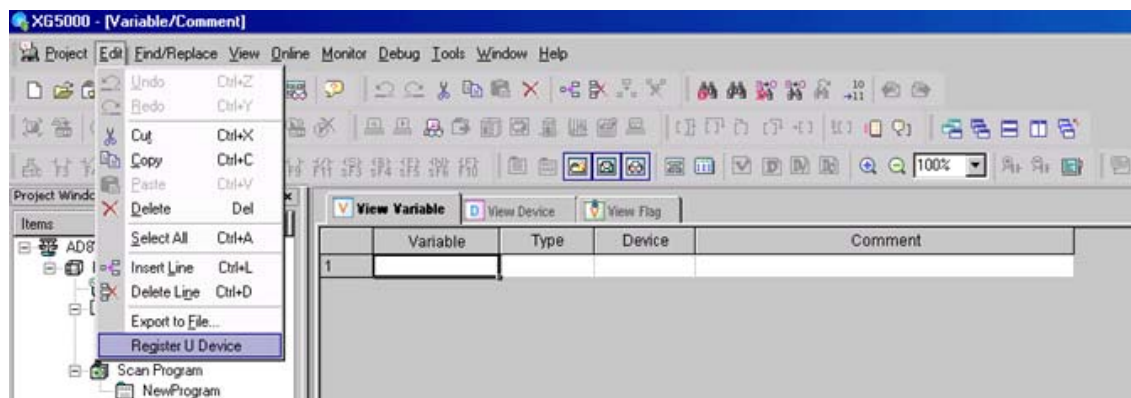 XG5000 - [Variable/Comment]
Project Edit Find/Replace View Online Monitor Debug Tools Window Help
Undo Ctrl+Z
Redo Ctrl+Y
Cut Ctrl+X
Copy Ctrl+C
Paste Ctrl+V
Delete Del
Select All Ctrl+A
Insert Line Ctrl+L
Delete Line Ctrl+D
Export to File...
Register U Device
100%
Project Windo
Items
AD8
Scan Program
NewProgram
V View Variable D View Device View Flag
Variable Type Device Comment
1